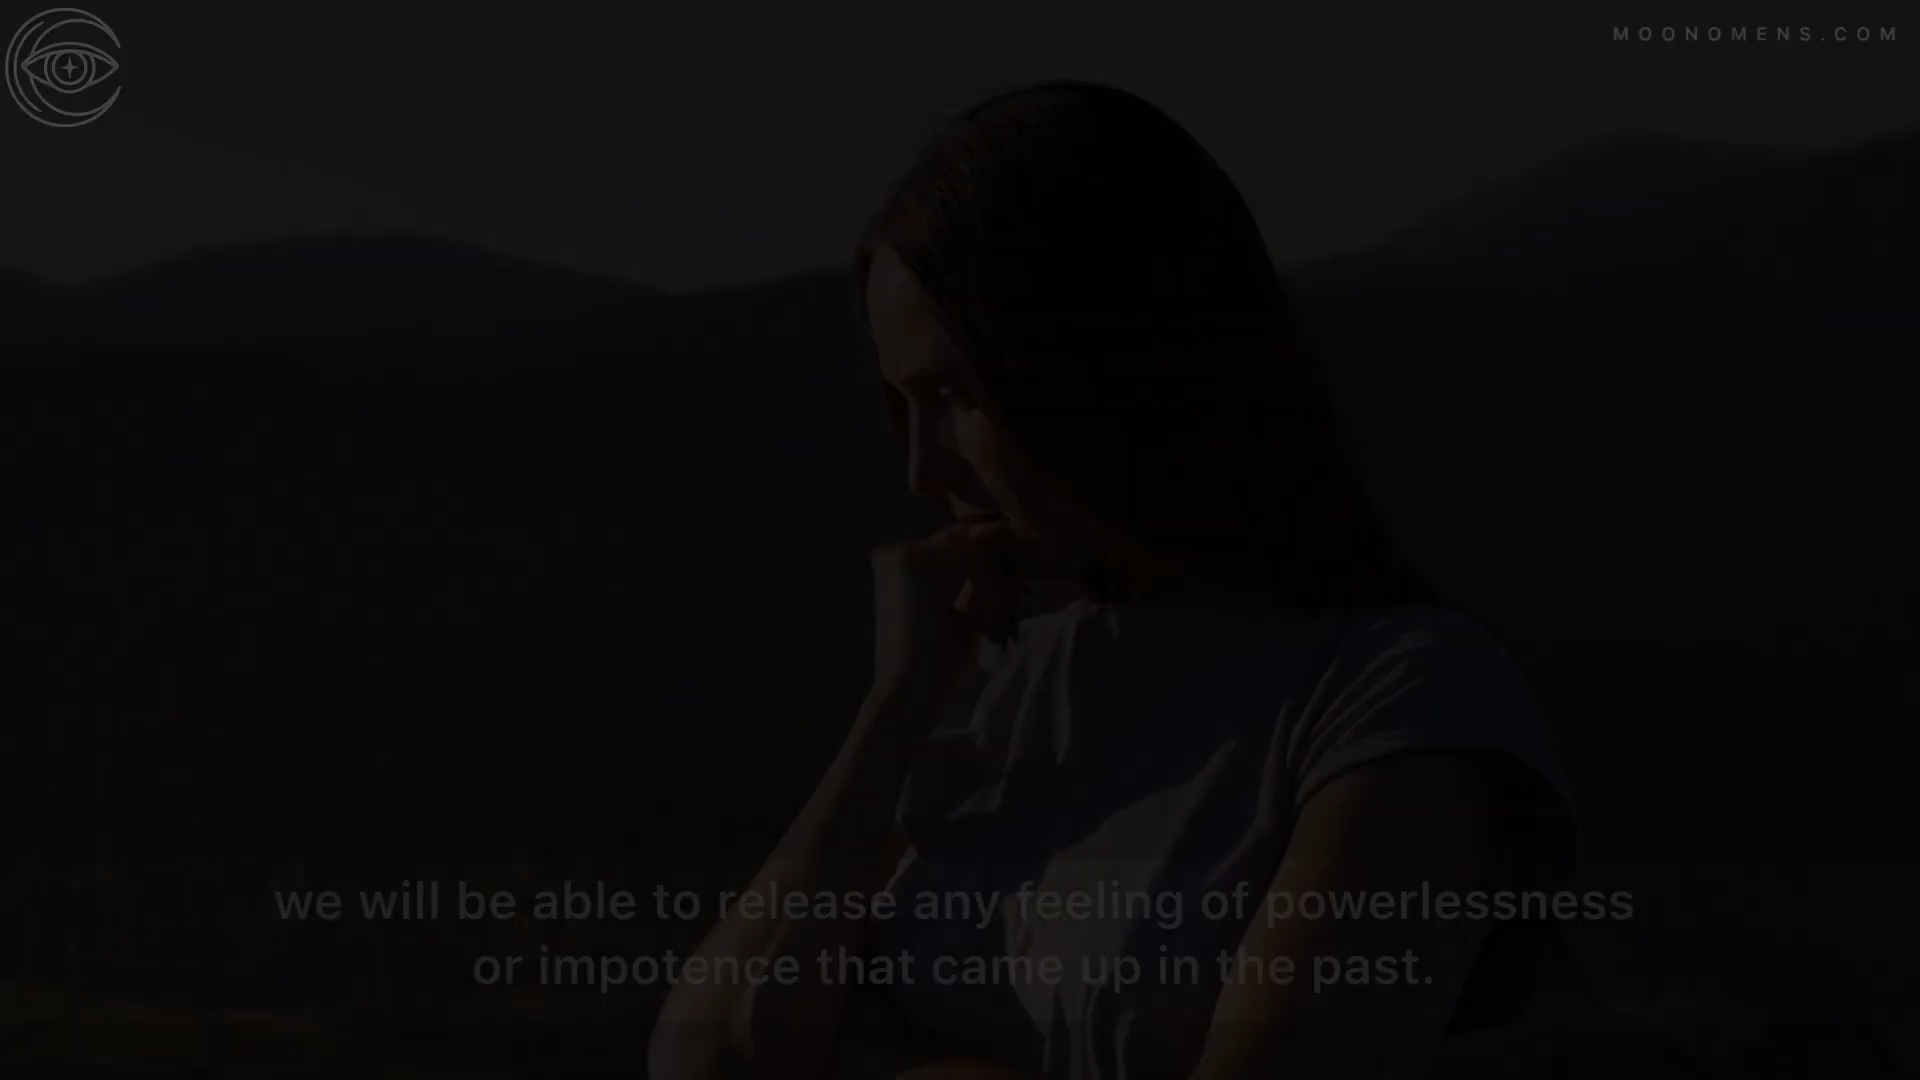 MOONOMENS.COM
we will be able to release any feeling of powerlessness
or impotence that came up in the past.